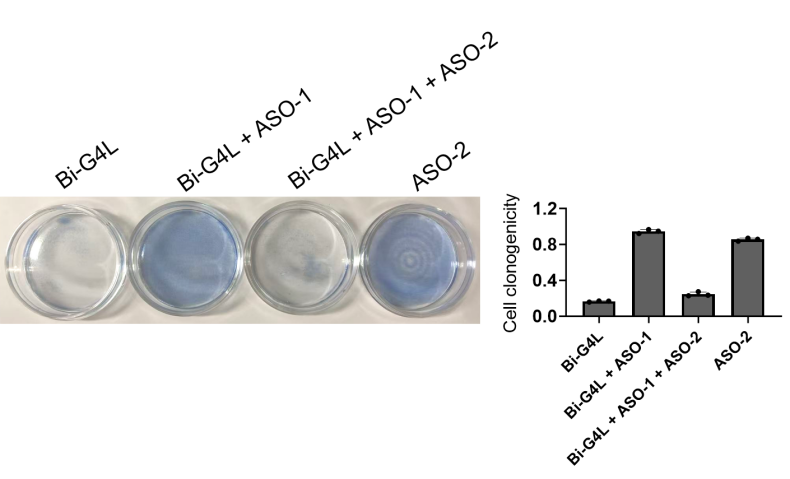 Bi-G4L
Bi-G4L + ASO-1
Bi-G4L + ASO-1 + ASO-2
ASO-2
Cell clonogenicity
1.2
0.8
0.4
0.0
Bi-G4L
Bi-G4L + ASO-1
Bi-G4L + ASO-1 + ASO-2
ASO-2